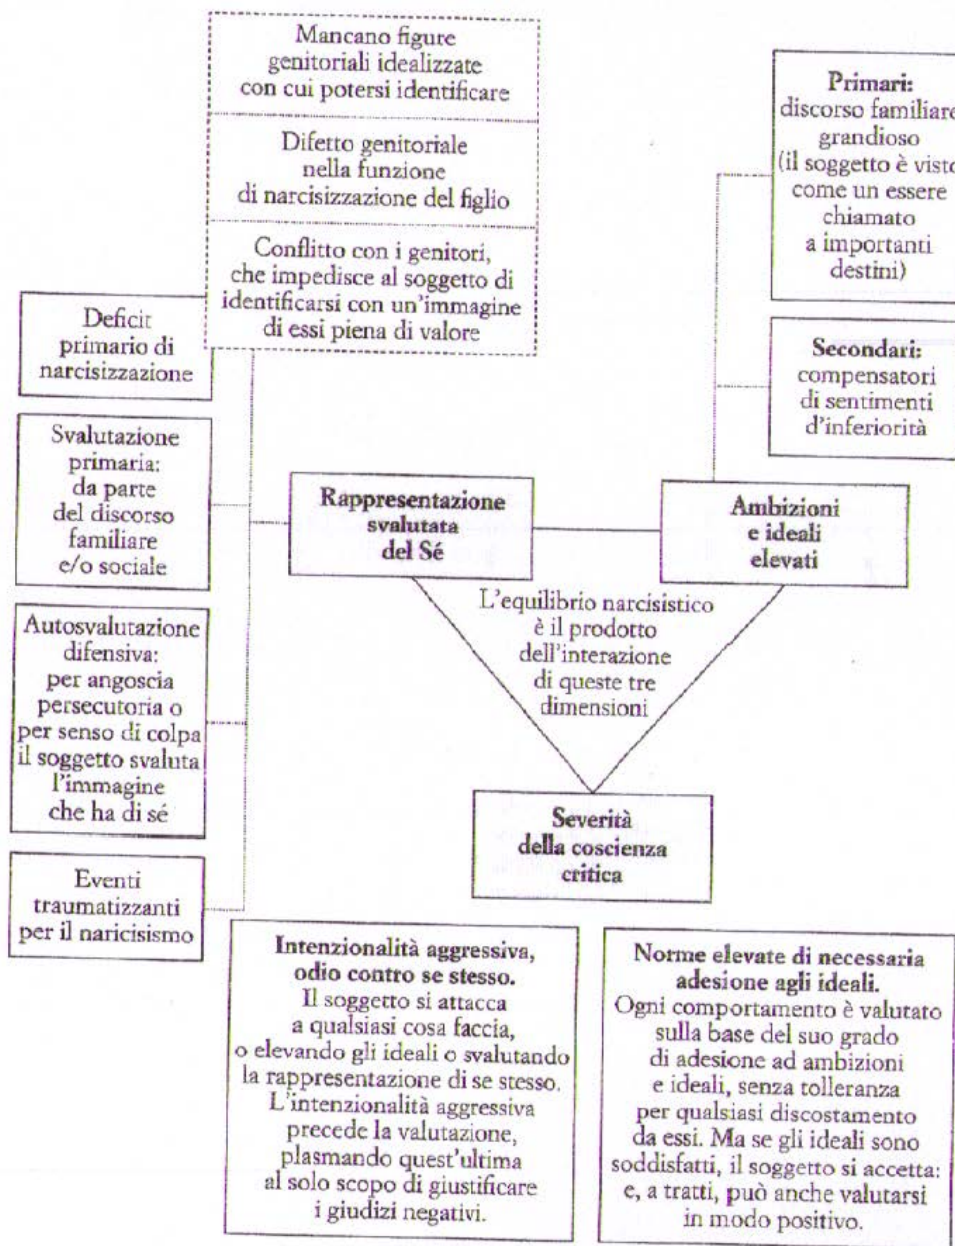 Mancano figure
genitoriali idealizzate
con cui potersi identificare
Difetto genitoriale
nella funzione
di narcisizzazione del figlio
Conflitto con i genitori,
che impedisce al soggetto di
identificarsi con un'immagine
di essi piena di valore
Primari:
discorso familiare
grandioso
(il soggetto è visto
come un essere
chiamato
a importanti
destini)
Secondari:
compensatori
di sentimenti
d'inferiorità
Deficit
primario di
narcisizzazione
Svalutazione
primaria:
da parte
del discorso
familiare
e/o sociale
Autosvalutazione
difensiva:
per angoscia
persecutoria o
per senso di colpa
il soggetto svaluta
l'immagine
che ha di sé
Eventi
traumatizzanti
per il naricisismo
Rappresentazione
svalutata
del Sé
Ambizioni
e ideali
elevati
L'equilibrio narcisistico
è il prodotto
dell'interazione
di queste tre
dimensioni
Severità
della coscienza
critica
Intenzionalità aggressiva,
odio contro se stesso.
Il soggetto si attacca
a qualsiasi cosa faccia,
o elevando gli ideali o svalutando
la rappresentazione di se stesso.
L'intenzionalità aggressiva
precede la valutazione,
plasmando quest'ultima
al solo scopo di giustificare
i giudizi negativi.
Norme elevate di necessaria
adesione agli ideali.
Ogni comportamento è valutato
sulla base del suo grado
di adesione ad ambizioni
e ideali, senza tolleranza
per qualsiasi discostamento
da essi. Ma se gli ideali sono
soddisfatti, il soggetto si accetta:
e, a tratti, può anche valutarsi
in modo positivo.